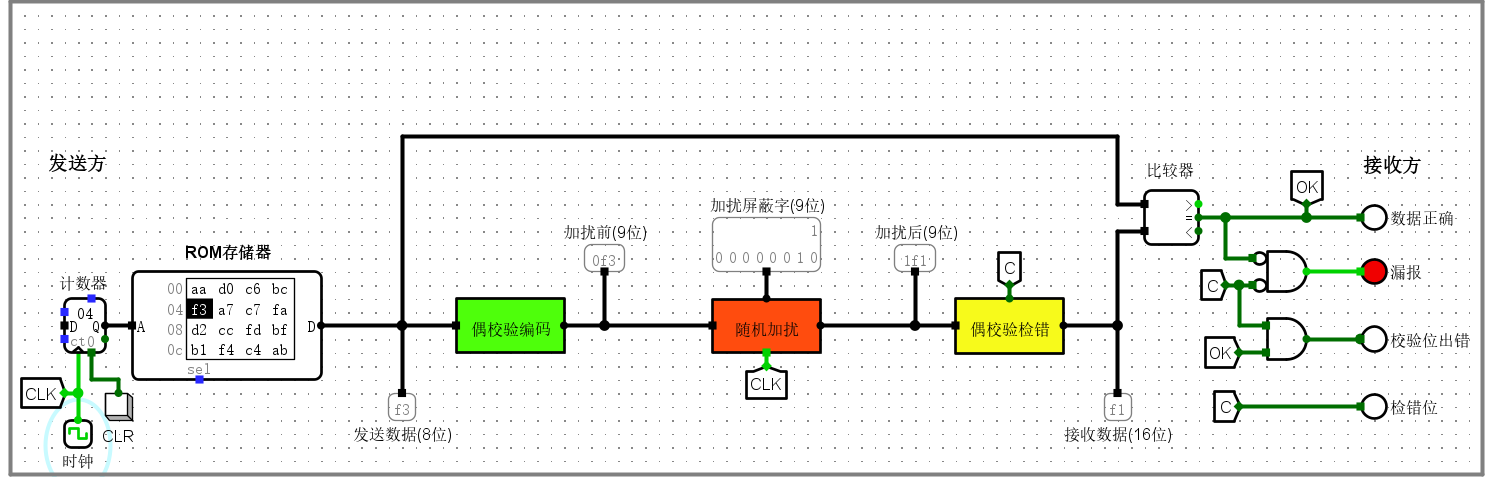 发送方
接收方
比较器
OK
>
=
<
数据正确
加扰屏蔽字(9位)
1
0 0 0 0 0 0 1 0
加扰前(9位)
0f3
加扰后(9位)
1f1
C
ROM存储器
00 aa d0 c6 bc
04 f3 a7 c7 fa
08 d2 cc fd bf
0c b1 f4 c4 ab
A
D
sel
计数器
04
D Q
ct0
C
漏报
偶校验编码
随机加扰
偶校验检错
OK
校验位出错
CLK
CLK
CLR
时钟
f3
发送数据(8位)
f1
接收数据(16位)
C
检错位